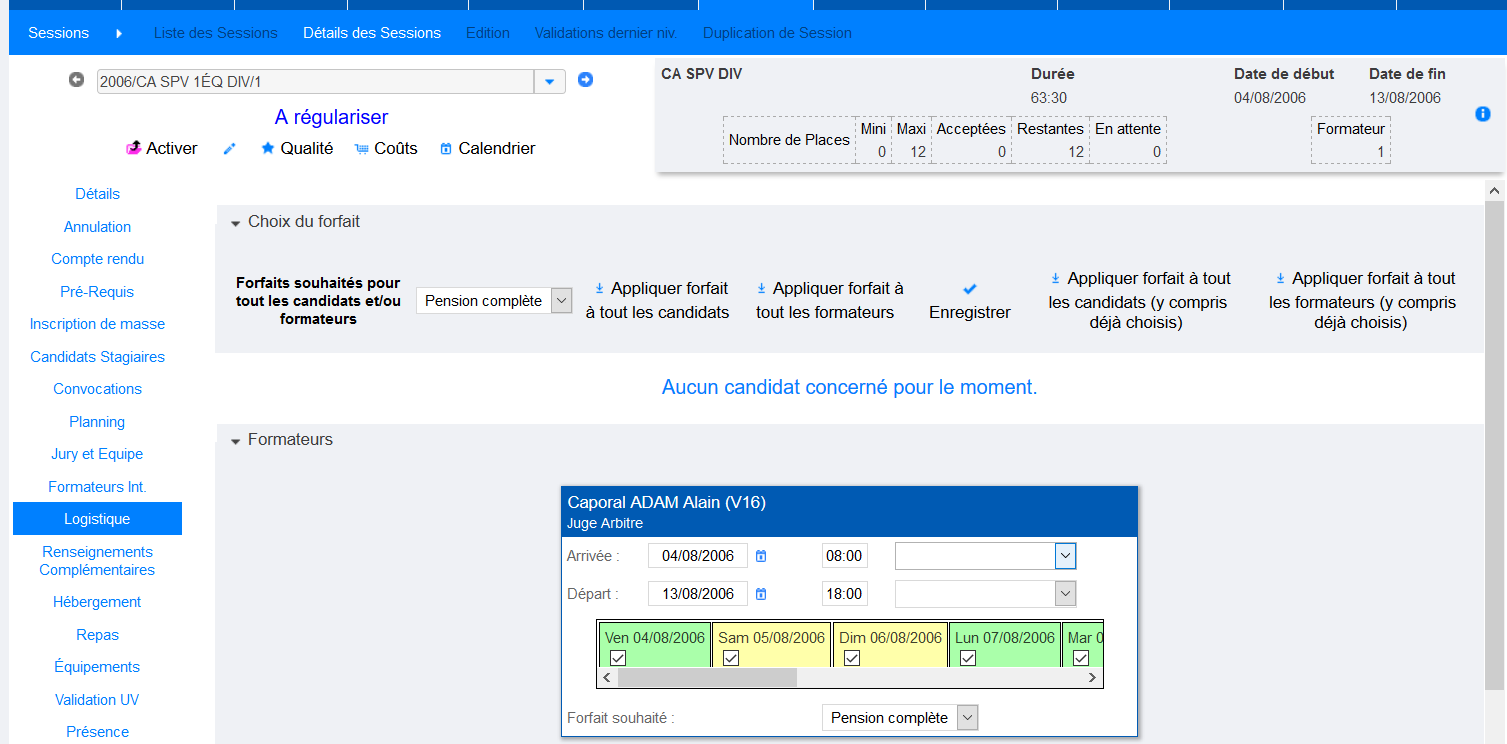 Sessions Liste des Sessions Détails des Sessions Edition Validations dernier niv. Duplication de Session
2006/CA SPV 1ÉQ DIV/1
A régulariser
Activer Qualité Coûts Calendrier
CA SPV DIV Durée Date de début Date de fin
63:30 04/08/2006 13/08/2006
Nombre de Places Mini Maxi Acceptées Restantes En attente Formateur
0 12 0 12 0 1
Détails
Annulation
Compte rendu
Pré-Requis
Inscription de masse
Candidats Stagiaires
Convocations
Planning
Jury et Equipe
Formateurs Int.
Logistique
Renseignements
Complémentaires
Hébergement
Repas
Équipements
Validation UV
Présence
Choix du forfait
Forfaits souhaités pour
tout les candidats et/ou
formateurs
Pension complète
Appliquer forfait
à tout les candidats
Appliquer forfait à
tout les formateurs
Enregistrer
Appliquer forfait à tout
les candidats (y compris
déjà choisis)
Appliquer forfait à tout
les formateurs (y compris
déjà choisis)
Aucun candidat concerné pour le moment.
Formateurs
Caporal ADAM Alain (V16)
Juge Arbitre
Arrivée : 04/08/2006 08:00
Départ : 13/08/2006 18:00
Ven 04/08/2006 Sam 05/08/2006 Dim 06/08/2006 Lun 07/08/2006 Mar 0
Forfait souhaité : Pension complète